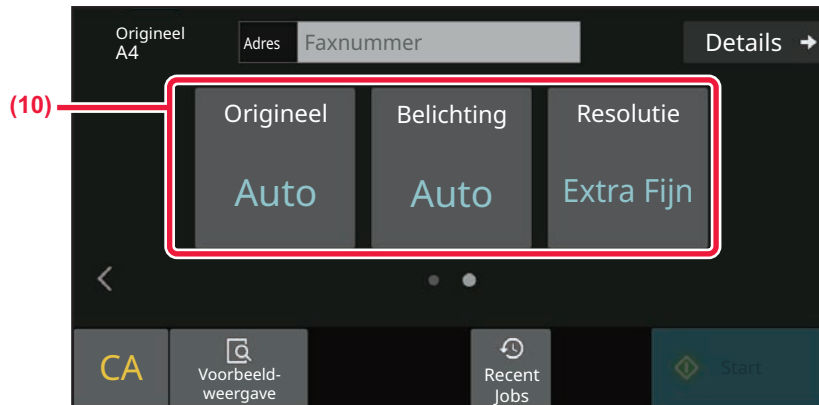 Origineel
A4
Adres
Faxnummer
Details
(10)
Origineel
Belichting
Resolutie
Auto
Auto
Extra Fijn
CA
Voorbeeld-
weergave
Recent
Jobs
Start